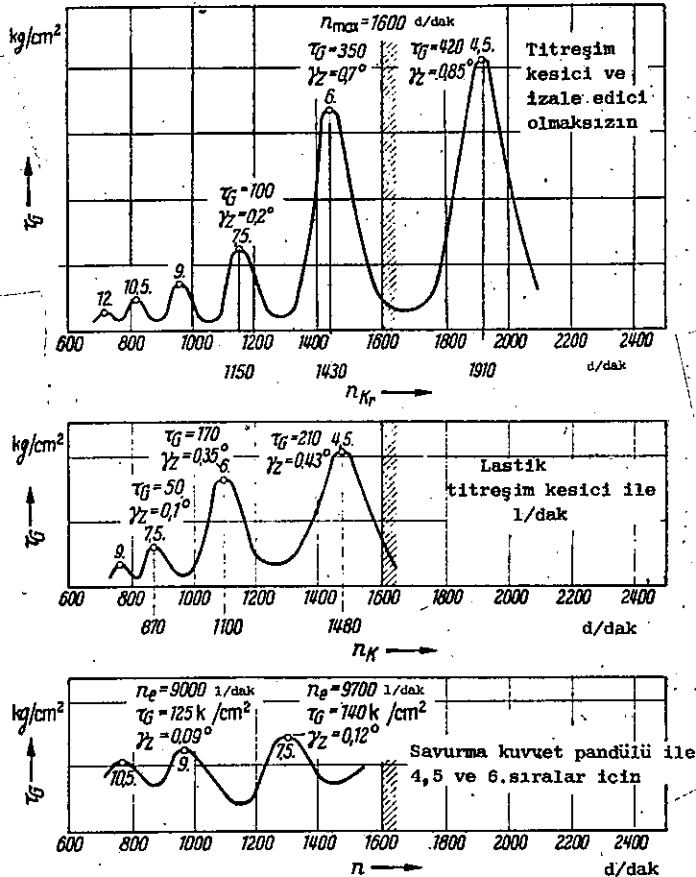 kg/cm²
n_max=1600 d/dak
τ_G=350
γ_Z=0,7°
6.
τ_G=420 4,5.
γ_Z=0,85°
Titreşim
kesici ve
izale edici
olmaksızın
τ_G=100
γ_Z=0,2°
7,5.
9.
10,5.
12.
τ_G
600 800 1000 1200 1400 1600 1800 2000 2200 2400
1150 1430 1910 d/dak
n_Kr
kg/cm²
τ_G=170
γ_Z=0,35°
6.
τ_G=210 4,5.
γ_Z=0,43°
Lastik
titreşim kesici ile
1/dak
τ_G=50
γ_Z=0,1°
7,5.
9.
τ_G
600 800 1000 1200 1400 1600 1800 2000 2200 2400
870 1100 1480 d/dak
n_K
kg/cm²
n_e=9000 1/dak
τ_G=125 k /cm²
γ_Z=0,09°
n_e=9700 1/dak
τ_G=140 k /cm²
γ_Z=0,12°
10,5.
9.
7,5.
Savurma kuvvet pandülü ile
4,5 ve 6.sıralar için
τ_G
600 800 1000 1200 1400 1600 1800 2000 2200 2400
n d/dak